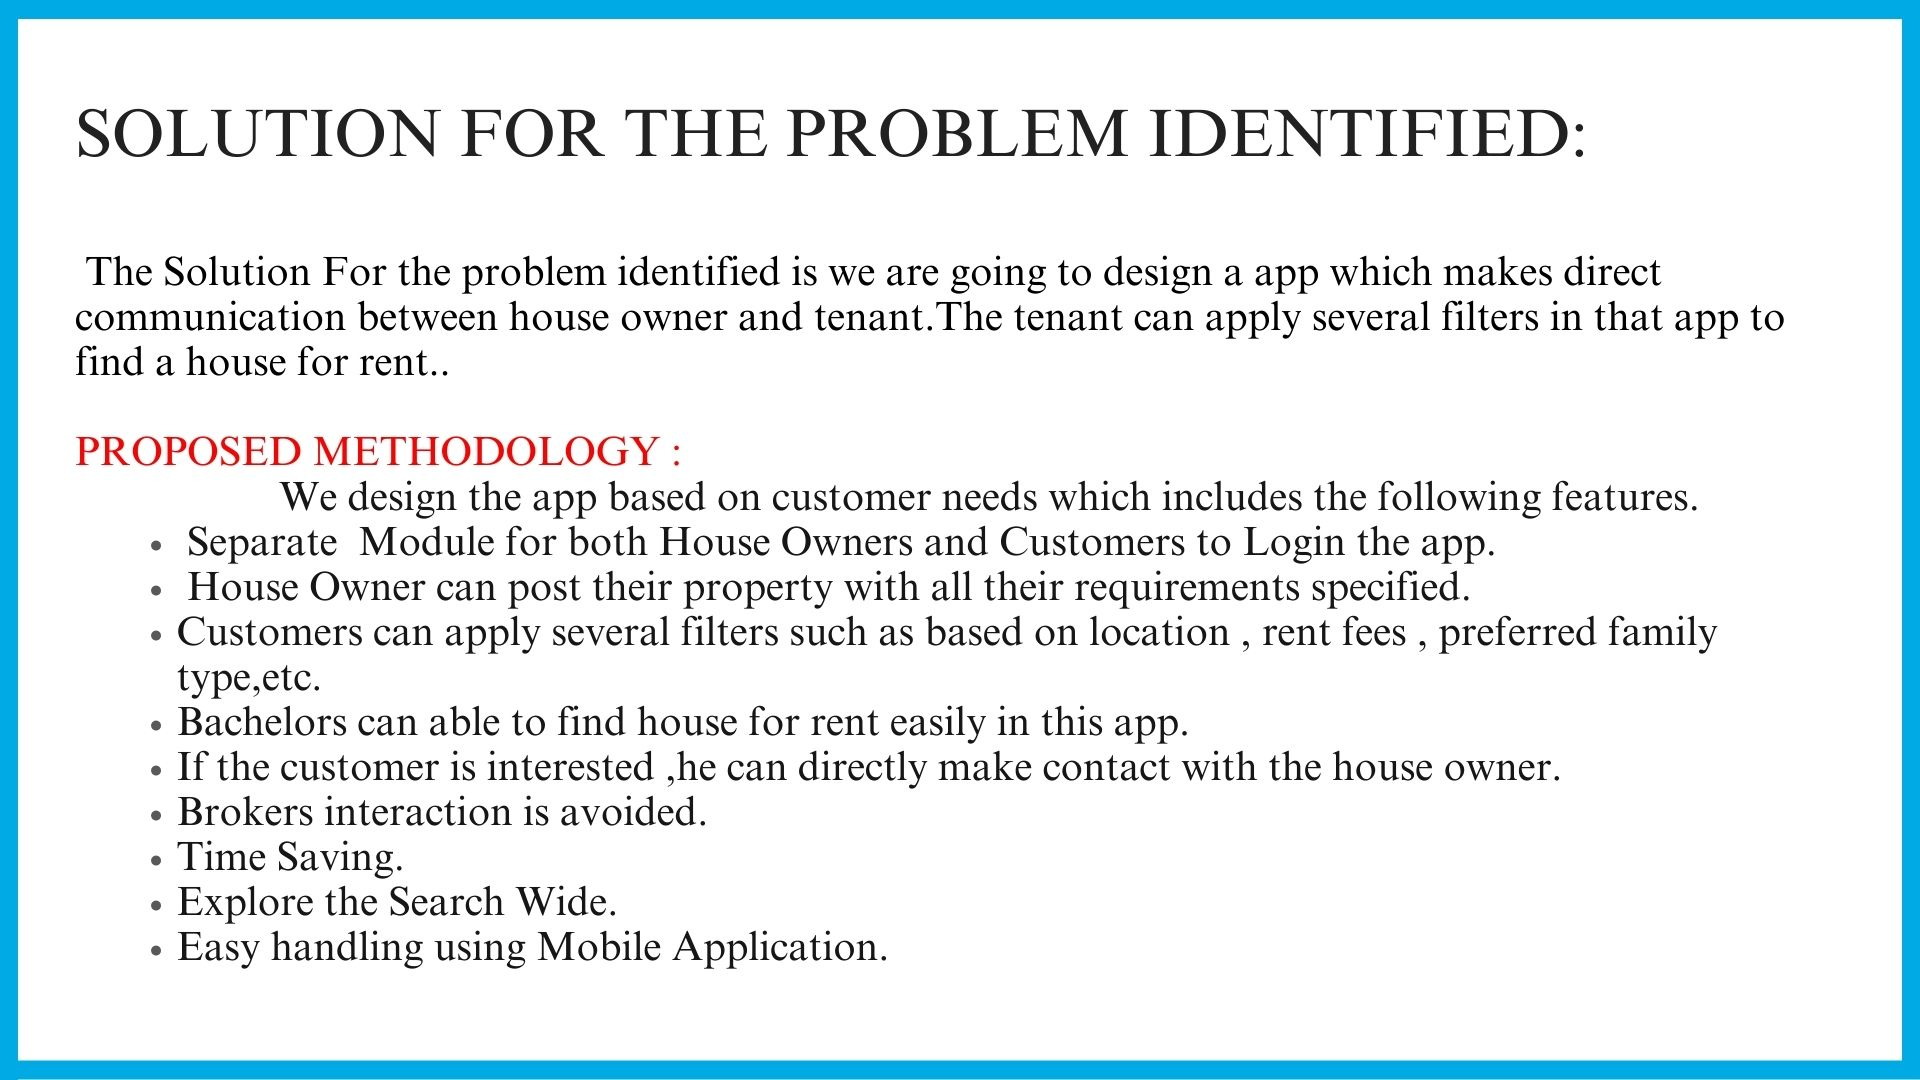 SOLUTION FOR THE PROBLEM IDENTIFIED:
The Solution For the problem identified is we are going to design a app which makes direct
communication between house owner and tenant.The tenant can apply several filters in that app to
find a house for rent..
PROPOSED METHODOLOGY :
We design the app based on customer needs which includes the following features.
• Separate  Module for both House Owners and Customers to Login the app.
• House Owner can post their property with all their requirements specified.
• Customers can apply several filters such as based on location , rent fees , preferred family
type,etc.
• Bachelors can able to find house for rent easily in this app.
• If the customer is interested ,he can directly make contact with the house owner.
• Brokers interaction is avoided.
• Time Saving.
• Explore the Search Wide.
• Easy handling using Mobile Application.